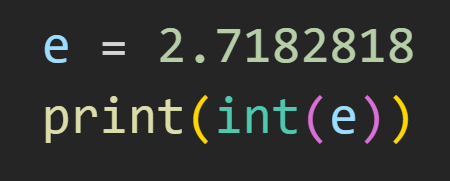 e = 2.7182818
print(int(e))